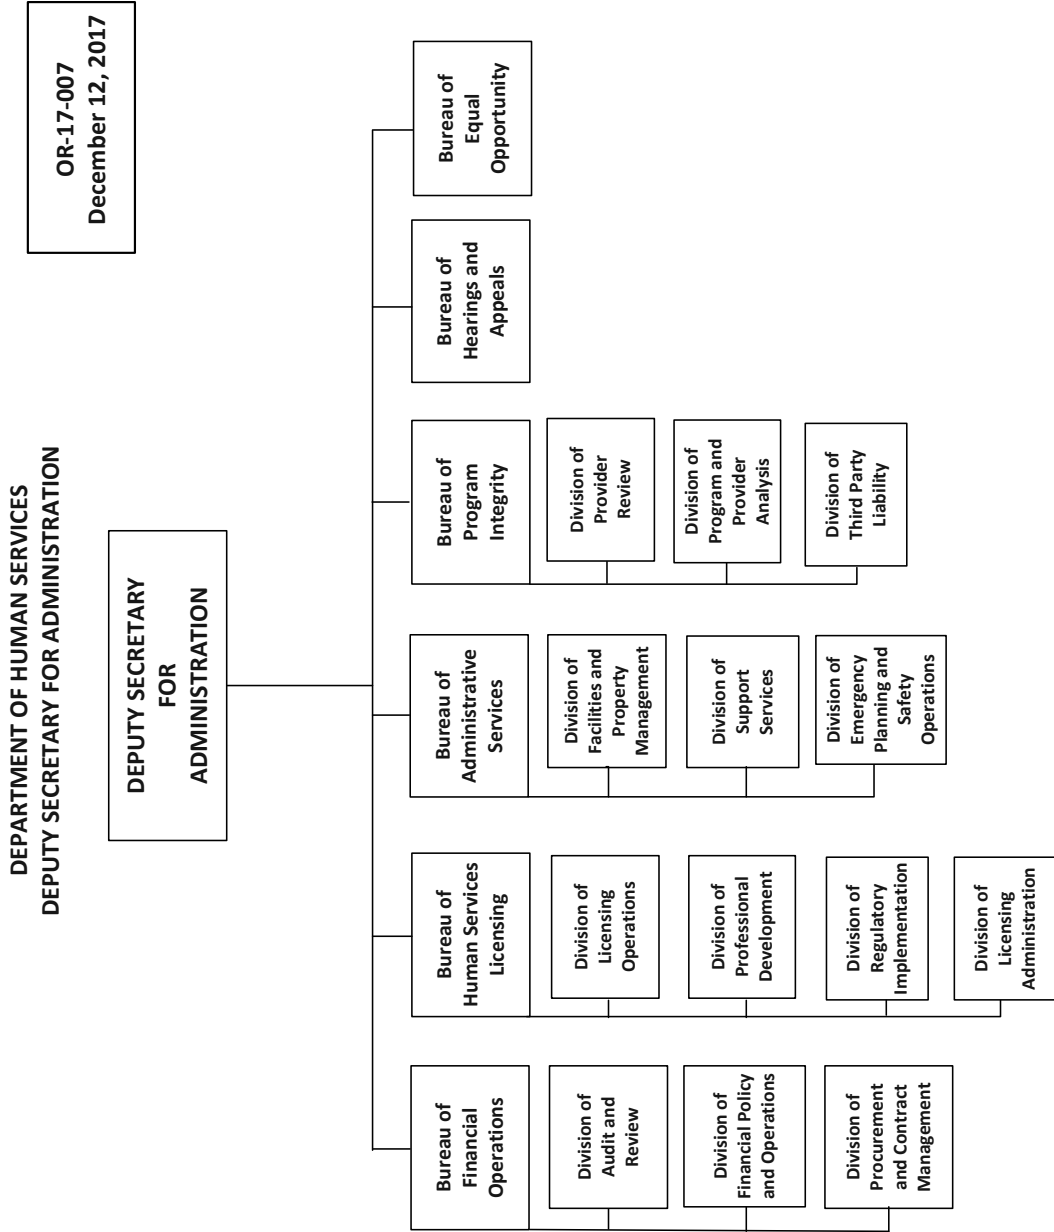 OR-17-007
December 12, 2017
DEPARTMENT OF HUMAN SERVICES
DEPUTY SECRETARY FOR ADMINISTRATION
DEPUTY SECRETARY
FOR
ADMINISTRATION
Bureau of
Financial
Operations
Division of
Audit and
Review
Division of
Financial Policy
and Operations
Division of
Procurement
and Contract
Management
Bureau of
Human Services
Licensing
Division of
Licensing
Operations
Division of
Professional
Development
Division of
Regulatory
Implementation
Division of
Licensing
Administration
Bureau of
Administrative
Services
Division of
Facilities and
Property
Management
Division of
Support
Services
Division of
Emergency
Planning and
Safety
Operations
Bureau of
Program
Integrity
Division of
Provider
Review
Division of
Program and
Provider
Analysis
Division of
Third Party
Liability
Bureau of
Hearings and
Appeals
Bureau of
Equal
Opportunity